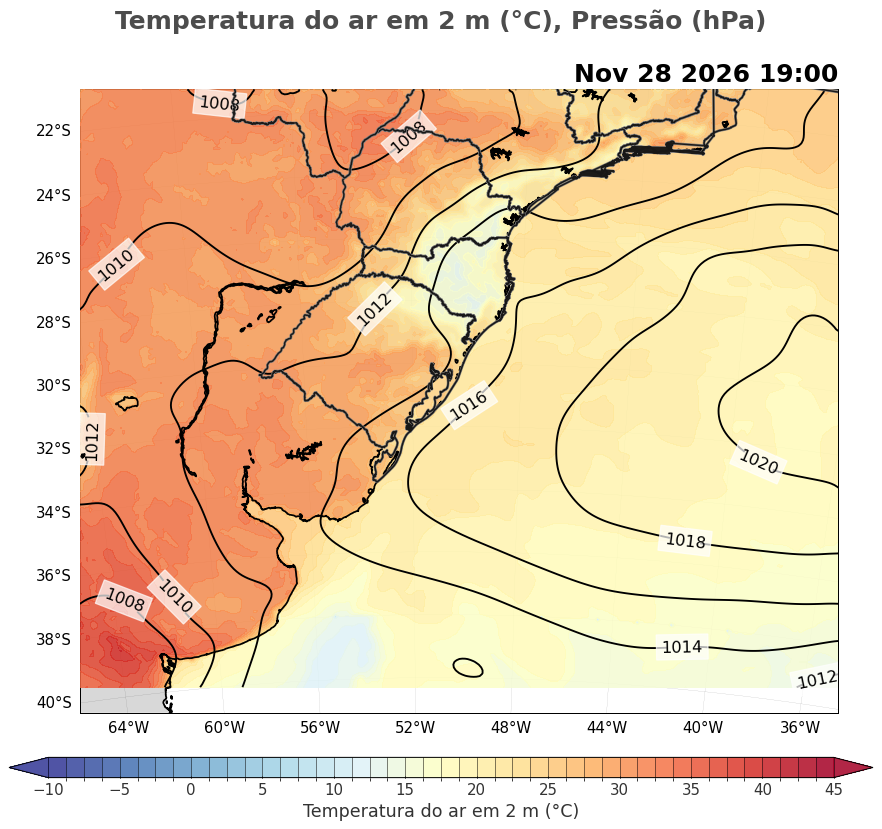 Temperatura do ar em 2 m (°C), Pressão (hPa)
Nov 28 2026 19:00
1008
1008
22°S
24°S
1010
26°S
1012
28°S
30°S
1016
1012
32°S
1020
34°S
1018
36°S
1010
1008
38°S
1014
1012
40°S
64°W 60°W 56°W 52°W 48°W 44°W 40°W 36°W
−10 −5 0 5 10 15 20 25 30 35 40 45
Temperatura do ar em 2 m (°C)